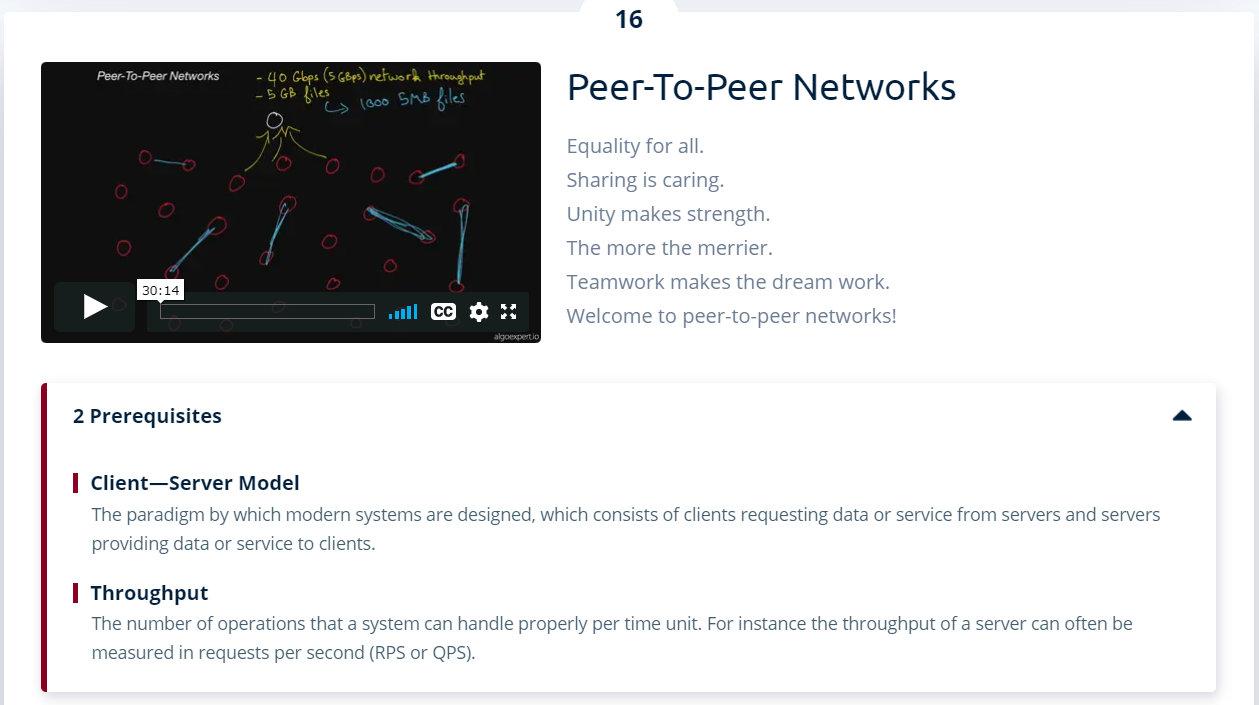 16
Peer-To-Peer Networks
- 40 Gbps (5 GBps) network throughput
- 5 GB files
1000 5MB files
30:14
CC
algoexpert.io
Peer-To-Peer Networks
Equality for all.
Sharing is caring.
Unity makes strength.
The more the merrier.
Teamwork makes the dream work.
Welcome to peer-to-peer networks!
2 Prerequisites
Client—Server Model
The paradigm by which modern systems are designed, which consists of clients requesting data or service from servers and servers
providing data or service to clients.
Throughput
The number of operations that a system can handle properly per time unit. For instance the throughput of a server can often be
measured in requests per second (RPS or QPS).